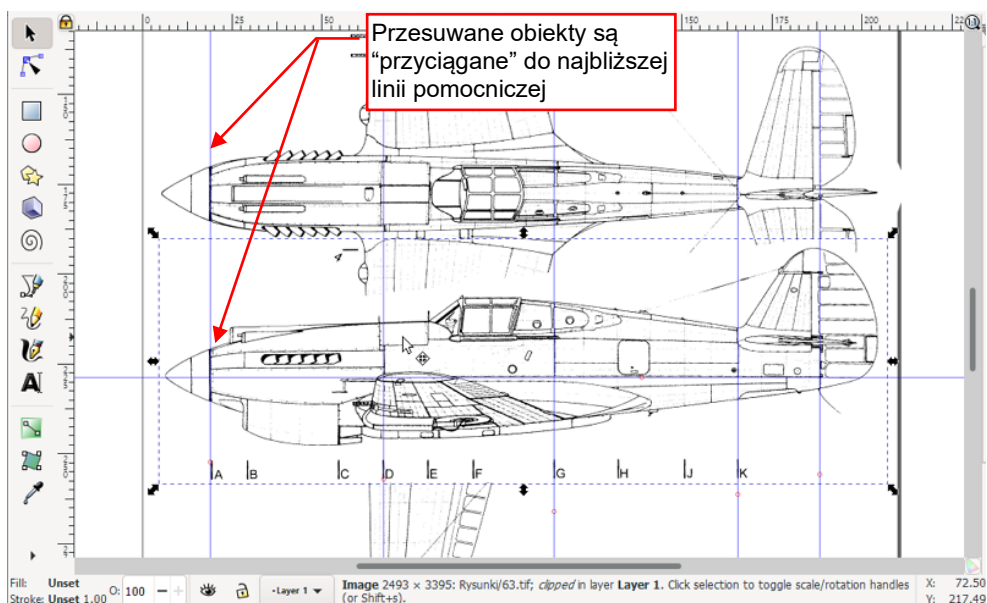 0 25 50 150 175 200 22
Przesuwane obiekty są
“przyciągane” do najbliższej
linii pomocniczej
A B C D E F G H J K
Fill: Unset
Stroke: Unset 1.00
O: 100 − +
-Layer 1
Image 2493 × 3395: Rysunki/63.tif; clipped in layer Layer 1. Click selection to toggle scale/rotation handles
(or Shift+s).
X: 72.50
Y: 217.49